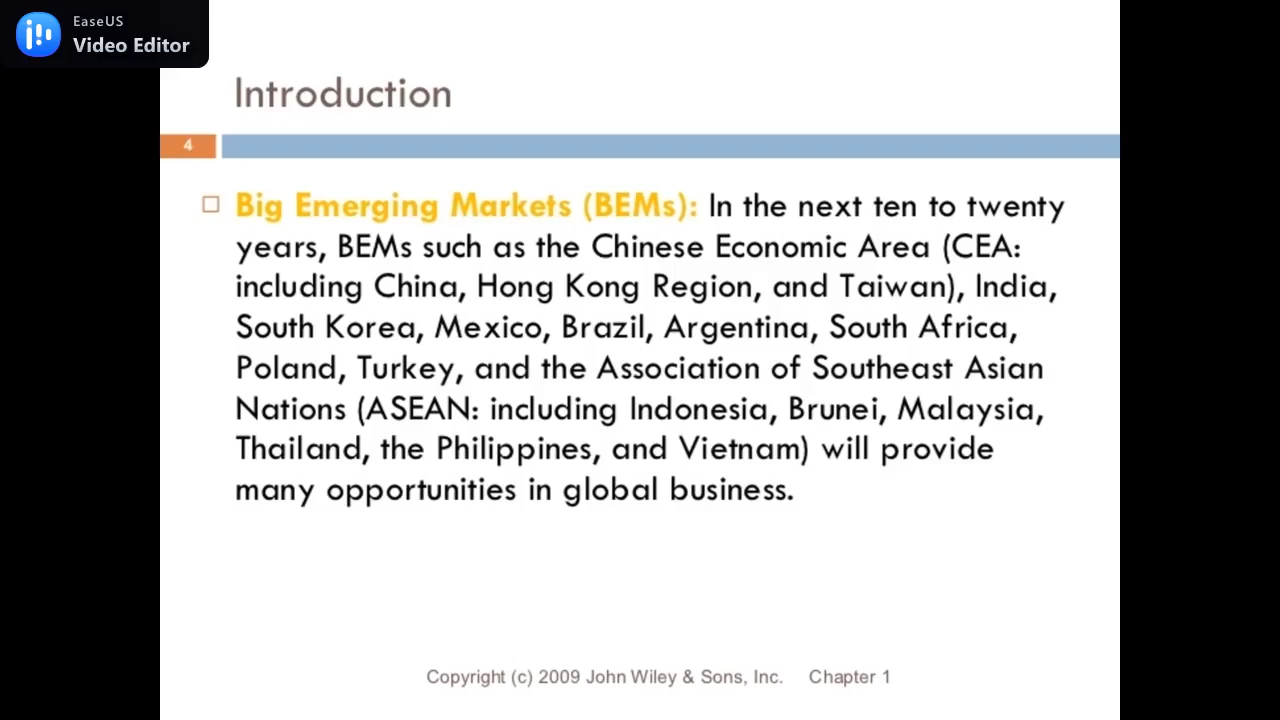 EaseUS
Video Editor
Introduction
4
Big Emerging Markets (BEMs): In the next ten to twenty
years, BEMs such as the Chinese Economic Area (CEA:
including China, Hong Kong Region, and Taiwan), India,
South Korea, Mexico, Brazil, Argentina, South Africa,
Poland, Turkey, and the Association of Southeast Asian
Nations (ASEAN: including Indonesia, Brunei, Malaysia,
Thailand, the Philippines, and Vietnam) will provide
many opportunities in global business.
Copyright (c) 2009 John Wiley & Sons, Inc. Chapter 1